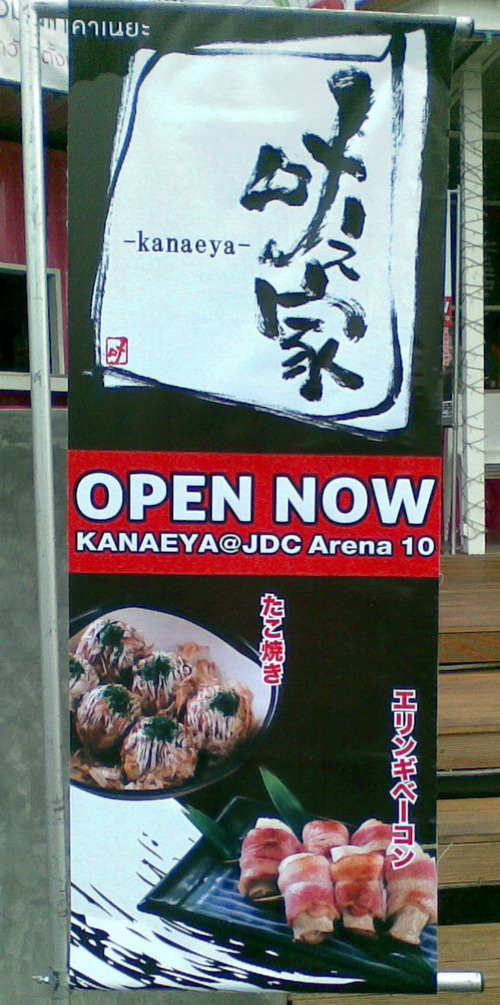 คาเนยะ
叶え家
-kanaeya-
叶
OPEN NOW
KANAEYA@JDC Arena 10
たこ焼き
エリンギベーコン